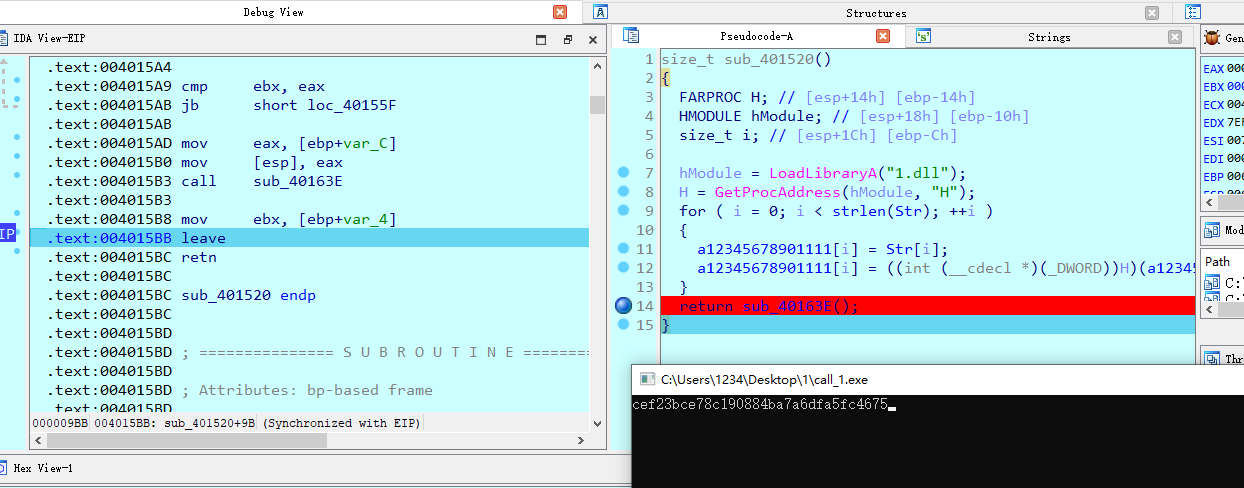 Debug View
Structures
IDA View-EIP
Pseudocode-A
Strings
Gen
.text:004015A4
.text:004015A9 cmp ebx, eax
.text:004015AB jb short loc_40155F
.text:004015AB
.text:004015AD mov eax, [ebp+var_C]
.text:004015B0 mov [esp], eax
.text:004015B3 call sub_40163E
.text:004015B3
.text:004015B8 mov ebx, [ebp+var_4]
.text:004015BB leave
.text:004015BC retn
.text:004015BC
.text:004015BC sub_401520 endp
.text:004015BC
.text:004015BD
.text:004015BD ; =============== S U B R O U T I N E =========
.text:004015BD
.text:004015BD ; Attributes: bp-based frame
.text:004015BD
EIP
000009BB 004015BB: sub_401520+9B (Synchronized with EIP)
Hex View-1
1 size_t sub_401520()
2 {
3 FARPROC H; // [esp+14h] [ebp-14h]
4 HMODULE hModule; // [esp+18h] [ebp-10h]
5 size_t i; // [esp+1Ch] [ebp-Ch]
6
7 hModule = LoadLibraryA("1.dll");
8 H = GetProcAddress(hModule, "H");
9 for ( i = 0; i < strlen(Str); ++i )
10 {
11 a12345678901111[i] = Str[i];
12 a12345678901111[i] = ((int (__cdecl *)(_DWORD))H)(a12345
13 }
14 return sub_40163E();
15 }
EAX 000
EBX 000
ECX 004
EDX 7EF
ESI 007
EDI 000
EBP 006
Mod
Path
C:\
Thr
C:\Users\1234\Desktop\1\call_1.exe
cef23bce78c190884ba7a6dfa5fc4675